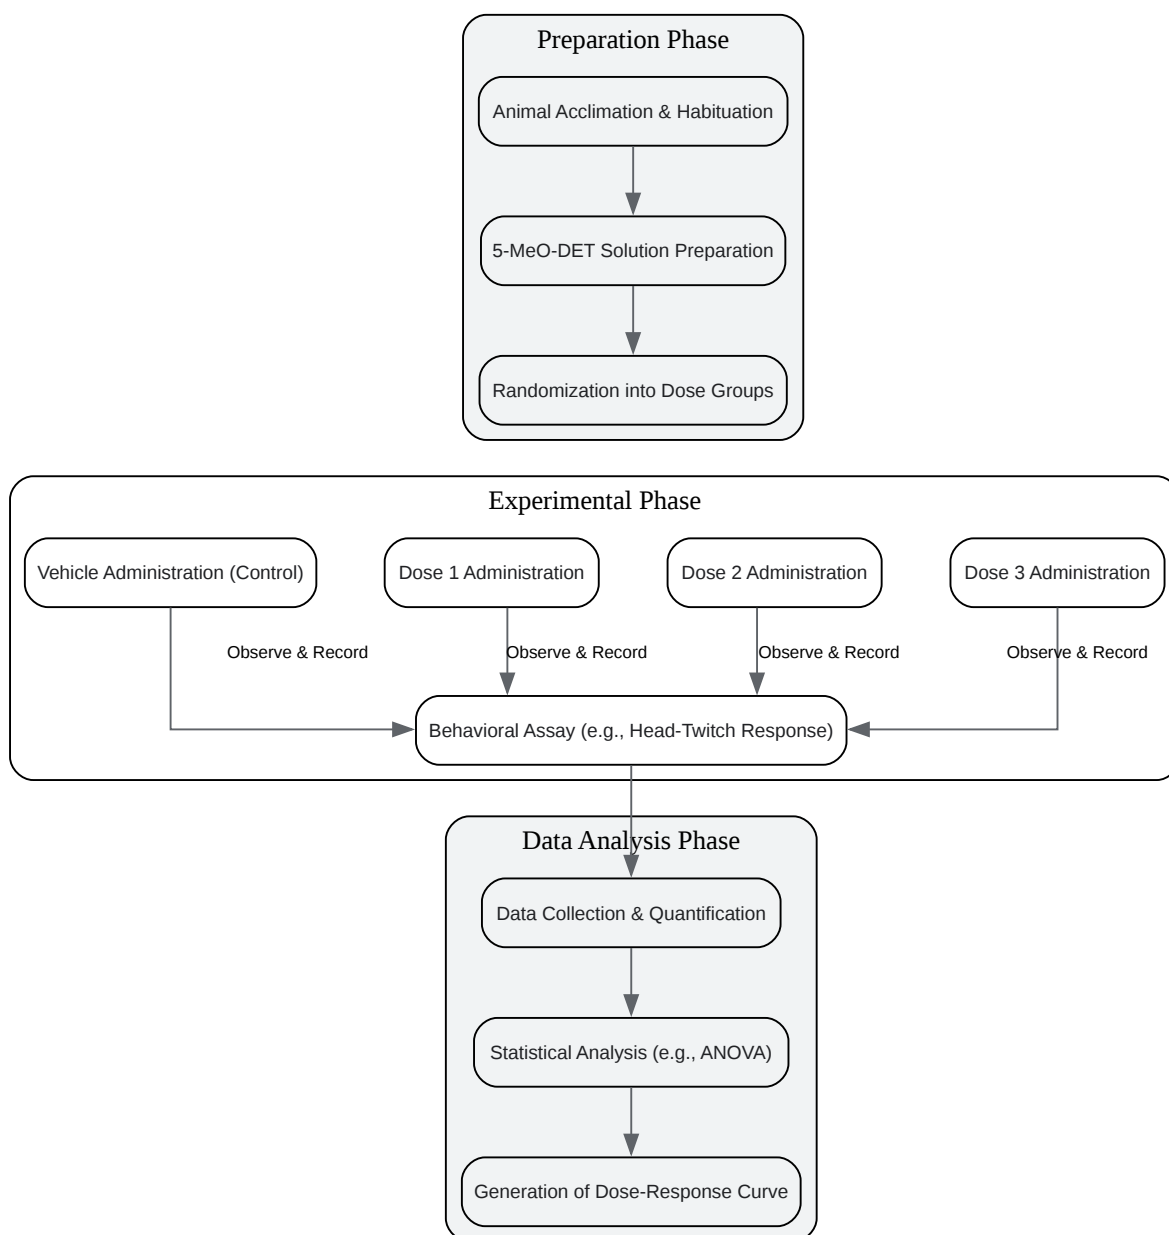 Preparation Phase
Animal Acclimation & Habituation
5-MeO-DET Solution Preparation
Randomization into Dose Groups
Experimental Phase
Vehicle Administration (Control)
Dose 1 Administration
Dose 2 Administration
Dose 3 Administration
Observe & Record
Observe & Record
Observe & Record
Observe & Record
Behavioral Assay (e.g., Head-Twitch Response)
Data Analysis Phase
Data Collection & Quantification
Statistical Analysis (e.g., ANOVA)
Generation of Dose-Response Curve